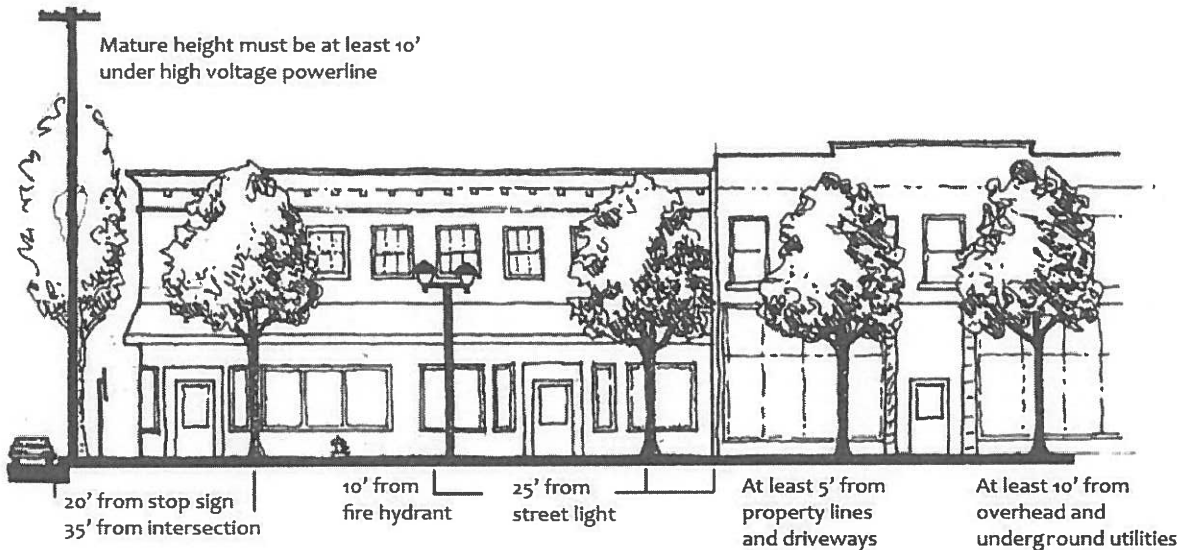 Mature height must be at least 10'
under high voltage powerline
20' from stop sign
35' from intersection
10' from
fire hydrant
25' from
street light
At least 5' from
property lines
and driveways
At least 10' from
overhead and
underground utilities